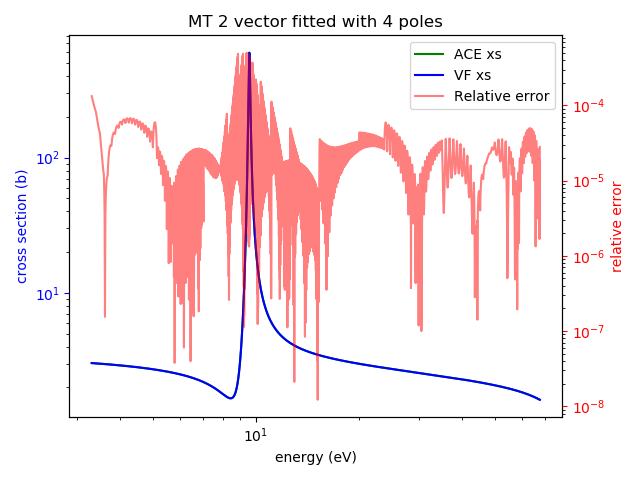 MT 2 vector fitted with 4 poles
ACE xs
VF xs
Relative error
cross section (b)
10²
10¹
10⁻⁴
10⁻⁵
10⁻⁶
10⁻⁷
10⁻⁸
relative error
10¹
energy (eV)